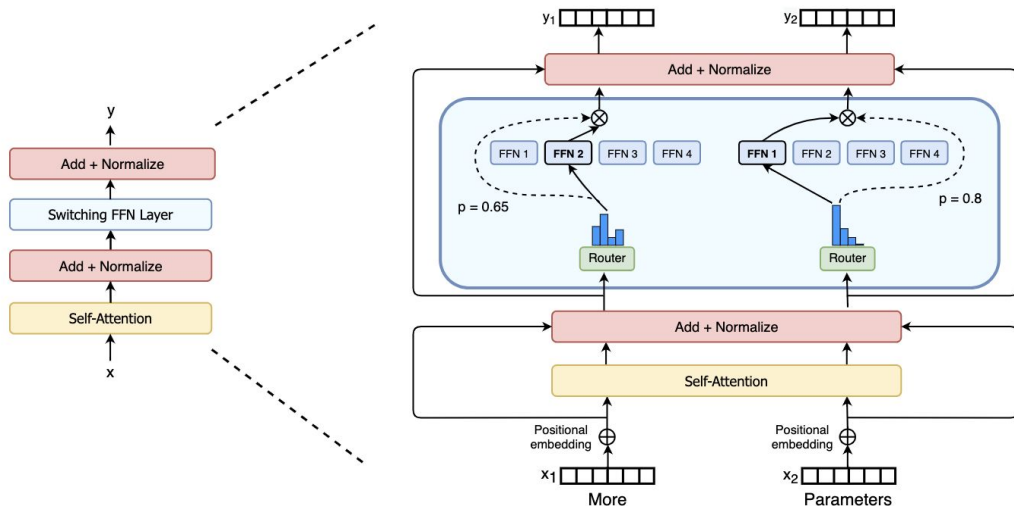 y
Add + Normalize
Switching FFN Layer
Add + Normalize
Self-Attention
x
y1 y2
Add + Normalize
FFN 1 FFN 2 FFN 3 FFN 4 FFN 1 FFN 2 FFN 3 FFN 4
p = 0.65 p = 0.8
Router Router
Add + Normalize
Self-Attention
Positional Positional
embedding embedding
x1 x2
More Parameters